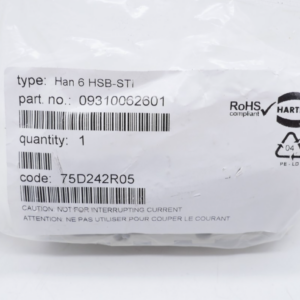 type: Han 6 HSB-STI
part. no.: 09310062601
RoHS
compliant
HARTI
quantity: 1
04
PE - LD
code: 75D242R05
CAUTION: NOT FOR INTERRUPTING CURRENT
ATTENTION: NE PAS UTILISER POUR COUPER LE COURANT